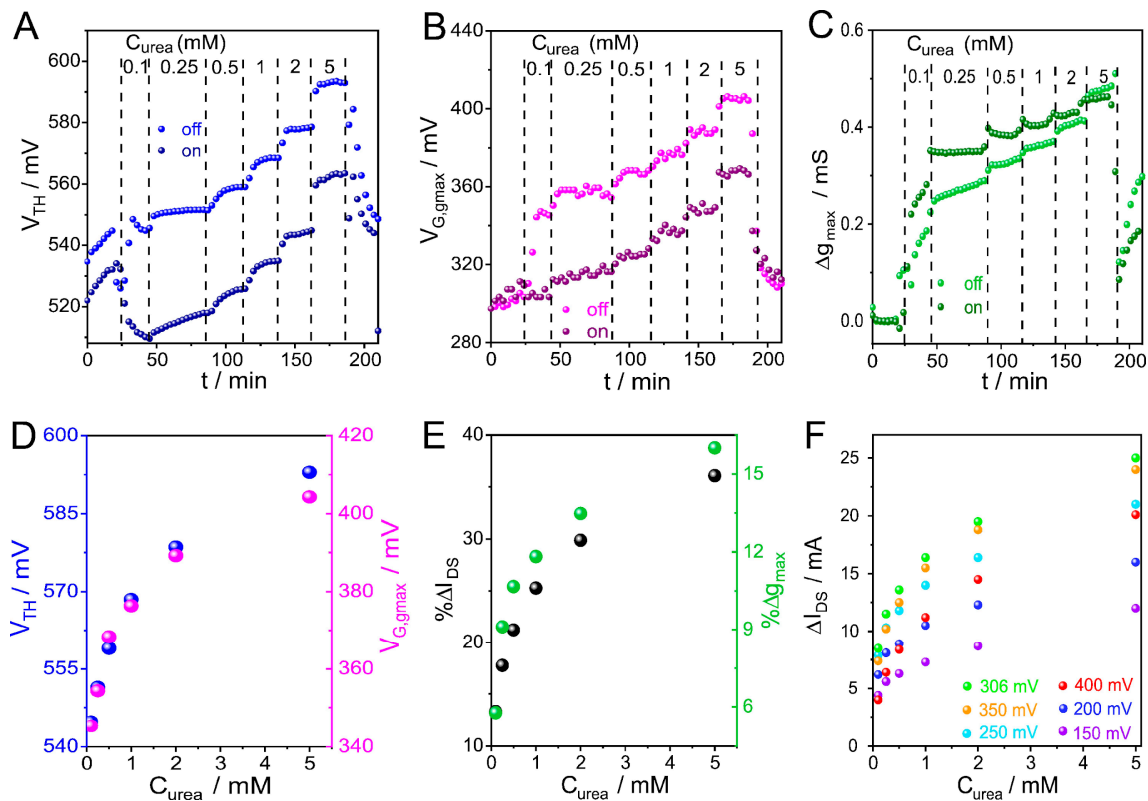 A
C_urea (mM)
0.1 0.25 0.5 1 2 5
off
on
V_TH / mV
600
580
560
540
520
0 50 100 150 200
t / min
B
C_urea (mM)
0.1 0.25 0.5 1 2 5
off
on
V_G,gmax / mV
440
400
360
320
280
0 50 100 150 200
t / min
C
C_urea (mM)
0.1 0.25 0.5 1 2 5
off
on
Δg_max / mS
0.6
0.4
0.2
0.0
0 50 100 150 200
t / min
D
V_TH / mV
600
585
570
555
540
V_G,gmax / mV
420
400
380
360
340
0 1 2 3 4 5
C_urea / mM
E
%ΔI_DS
40
30
20
10
%Δg_max
15
12
9
6
0 1 2 3 4 5
C_urea / mM
F
ΔI_DS / mA
25
20
15
10
5
0
306 mV 400 mV
350 mV 200 mV
250 mV 150 mV
0 1 2 3 4 5
C_urea / mM